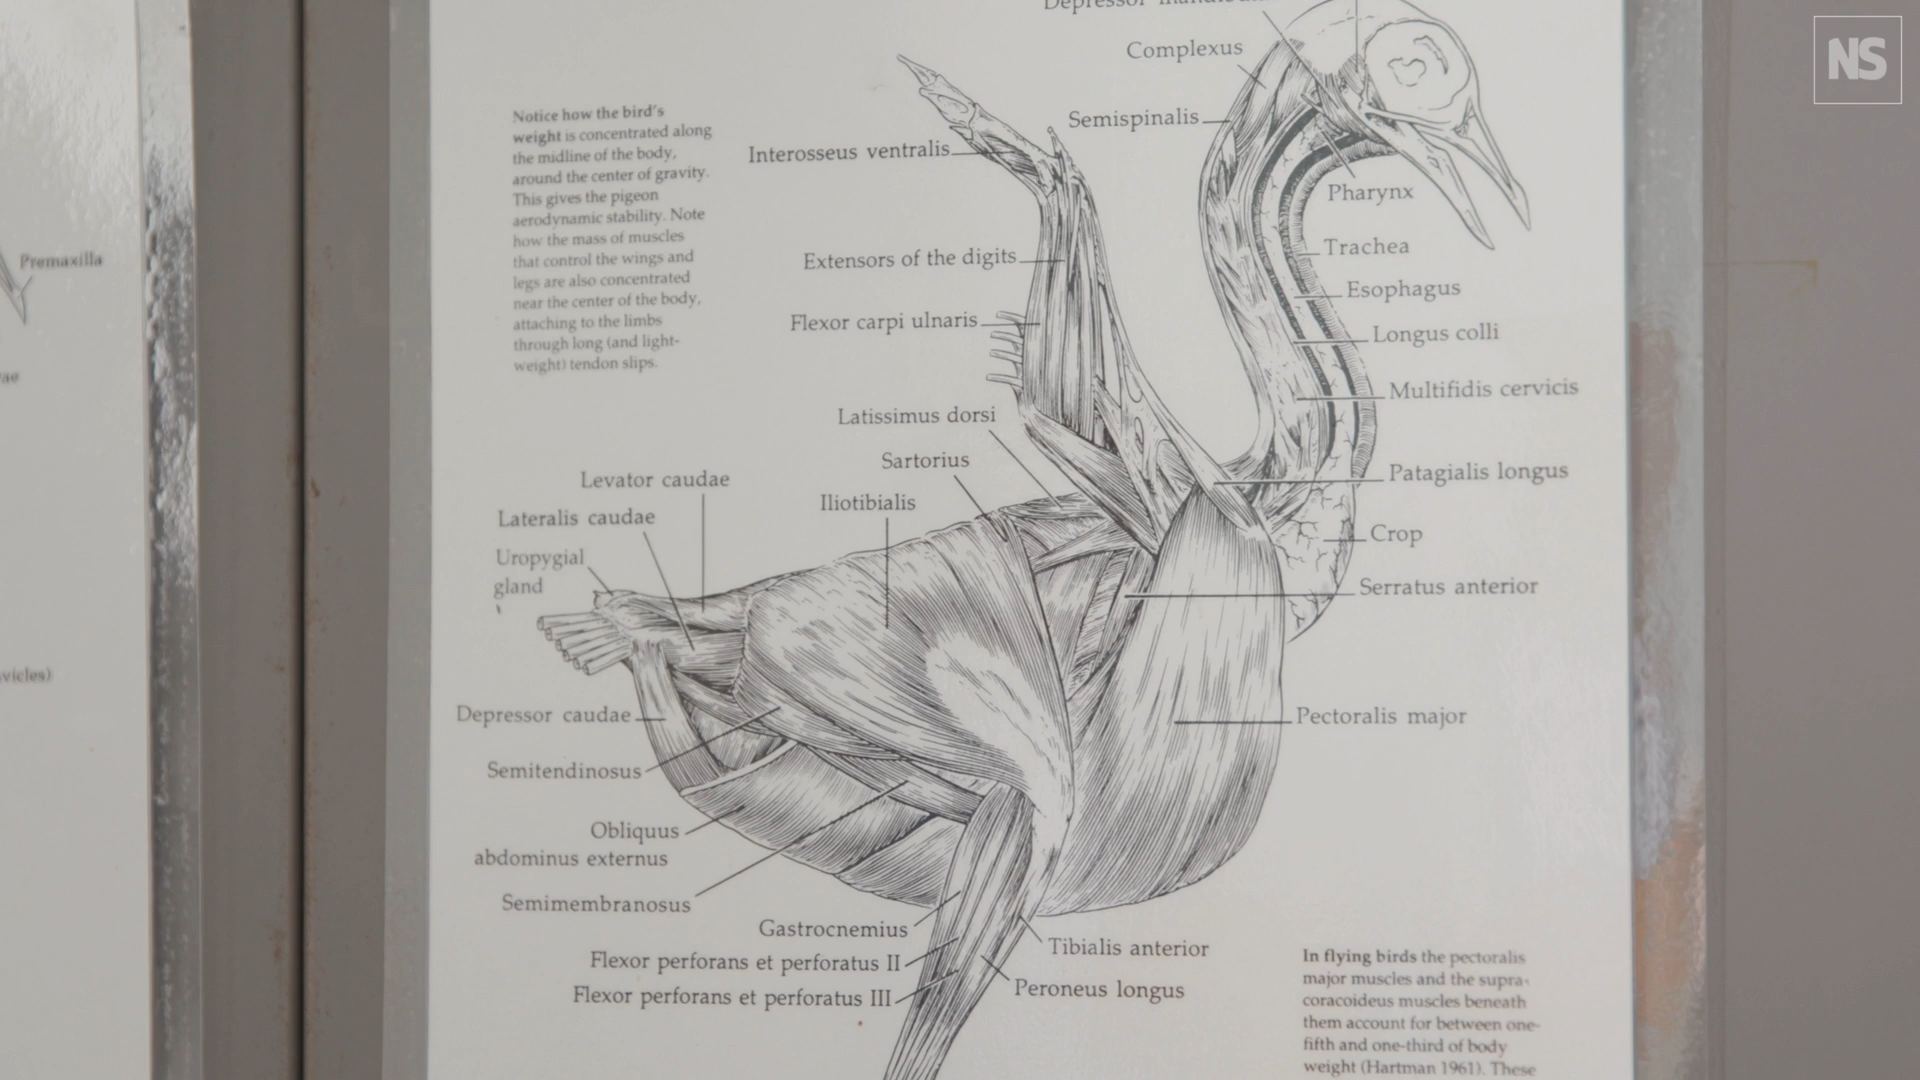 NS
Complexus
Semispinalis
Notice how the bird's
weight is concentrated along
the midline of the body,
around the center of gravity.
This gives the pigeon
aerodynamic stability. Note
how the mass of muscles
that control the wings and
legs are also concentrated
near the center of the body,
attaching to the limbs
through long (and light-
weight) tendon slips.
Interosseus ventralis
Pharynx
Trachea
Premaxilla
Extensors of the digits
Esophagus
Flexor carpi ulnaris
Longus colli
Multifidis cervicis
Latissimus dorsi
Sartorius
Patagialis longus
Levator caudae
Iliotibialis
Lateralis caudae
Crop
Uropygial
gland
Serratus anterior
Depressor caudae
Pectoralis major
Semitendinosus
Obliquus
abdominus externus
Semimembranosus
Gastrocnemius
Tibialis anterior
Flexor perforans et perforatus II
Flexor perforans et perforatus III
Peroneus longus
In flying birds the pectoralis
major muscles and the supra-
coracoideus muscles beneath
them account for between one-
fifth and one-third of body
weight (Hartman 1961). These